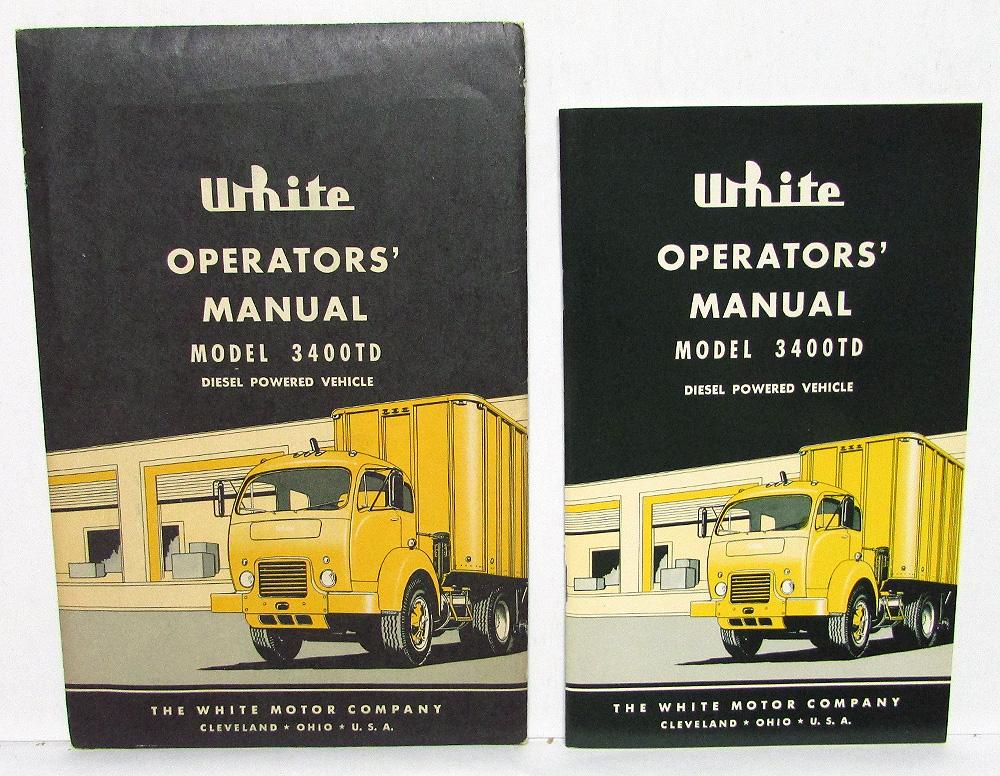 White
OPERATORS'
MANUAL
MODEL 3400TD
DIESEL POWERED VEHICLE
THE WHITE MOTOR COMPANY
CLEVELAND ★ OHIO ★ U. S. A.
White
OPERATORS'
MANUAL
MODEL 3400TD
DIESEL POWERED VEHICLE
THE WHITE MOTOR COMPANY
CLEVELAND ★ OHIO ★ U. S. A.